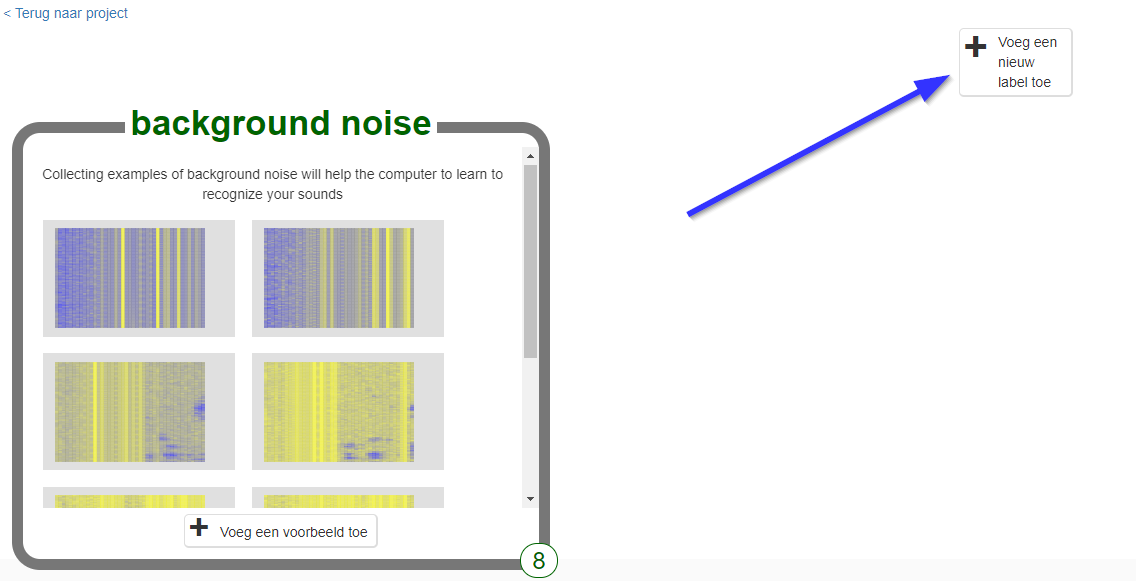 < Terug naar project
Voeg een
nieuw
label toe
background noise
Collecting examples of background noise will help the computer to learn to
recognize your sounds
Voeg een voorbeeld toe
8